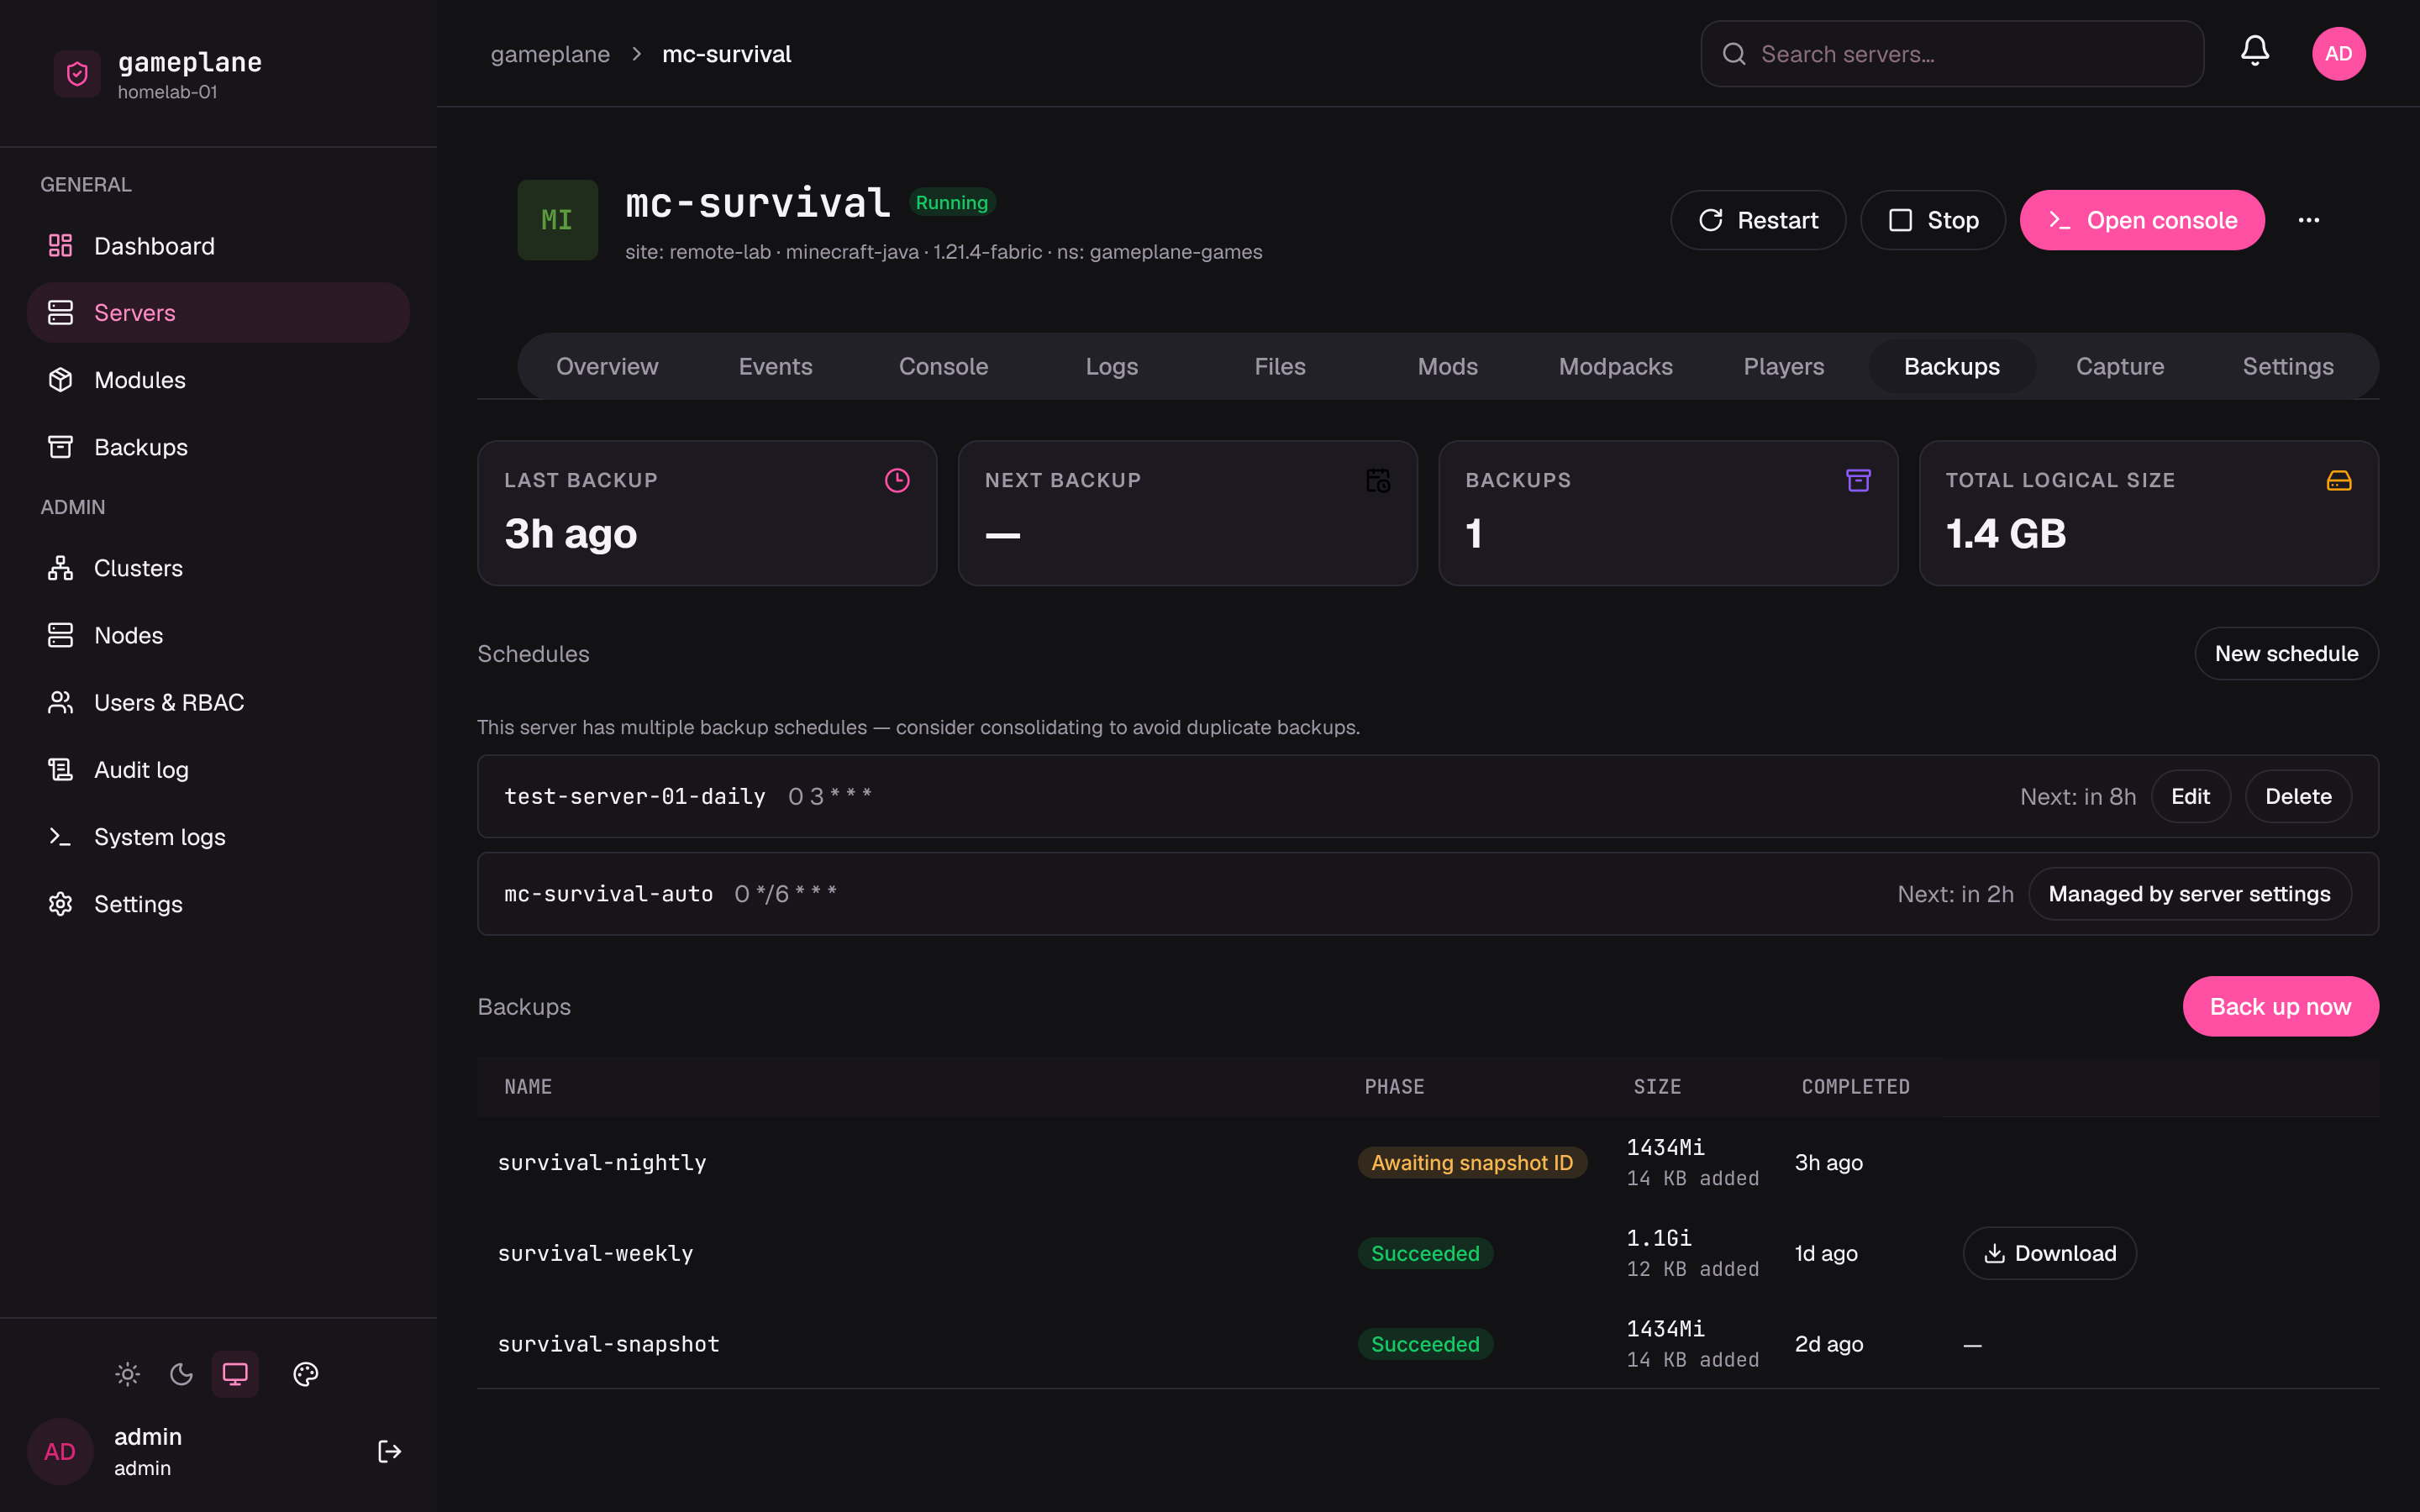 gameplane
homelab-01
GENERAL
Dashboard
Servers
Modules
Backups
ADMIN
Clusters
Nodes
Users & RBAC
Audit log
System logs
Settings
AD
admin
admin
gameplane > mc-survival
Search servers...
AD
MI
mc-survival
Running
site: remote-lab · minecraft-java · 1.21.4-fabric · ns: gameplane-games
Restart
Stop
Open console
Overview
Events
Console
Logs
Files
Mods
Modpacks
Players
Backups
Capture
Settings
LAST BACKUP
3h ago
NEXT BACKUP
—
BACKUPS
1
TOTAL LOGICAL SIZE
1.4 GB
Schedules
New schedule
This server has multiple backup schedules — consider consolidating to avoid duplicate backups.
test-server-01-daily 0 3 * * * Next: in 8h Edit Delete
mc-survival-auto 0 */6 * * * Next: in 2h Managed by server settings
Backups
Back up now
NAME PHASE SIZE COMPLETED
survival-nightly Awaiting snapshot ID 1434Mi 3h ago
14 KB added
survival-weekly Succeeded 1.1Gi 1d ago Download
12 KB added
survival-snapshot Succeeded 1434Mi 2d ago —
14 KB added